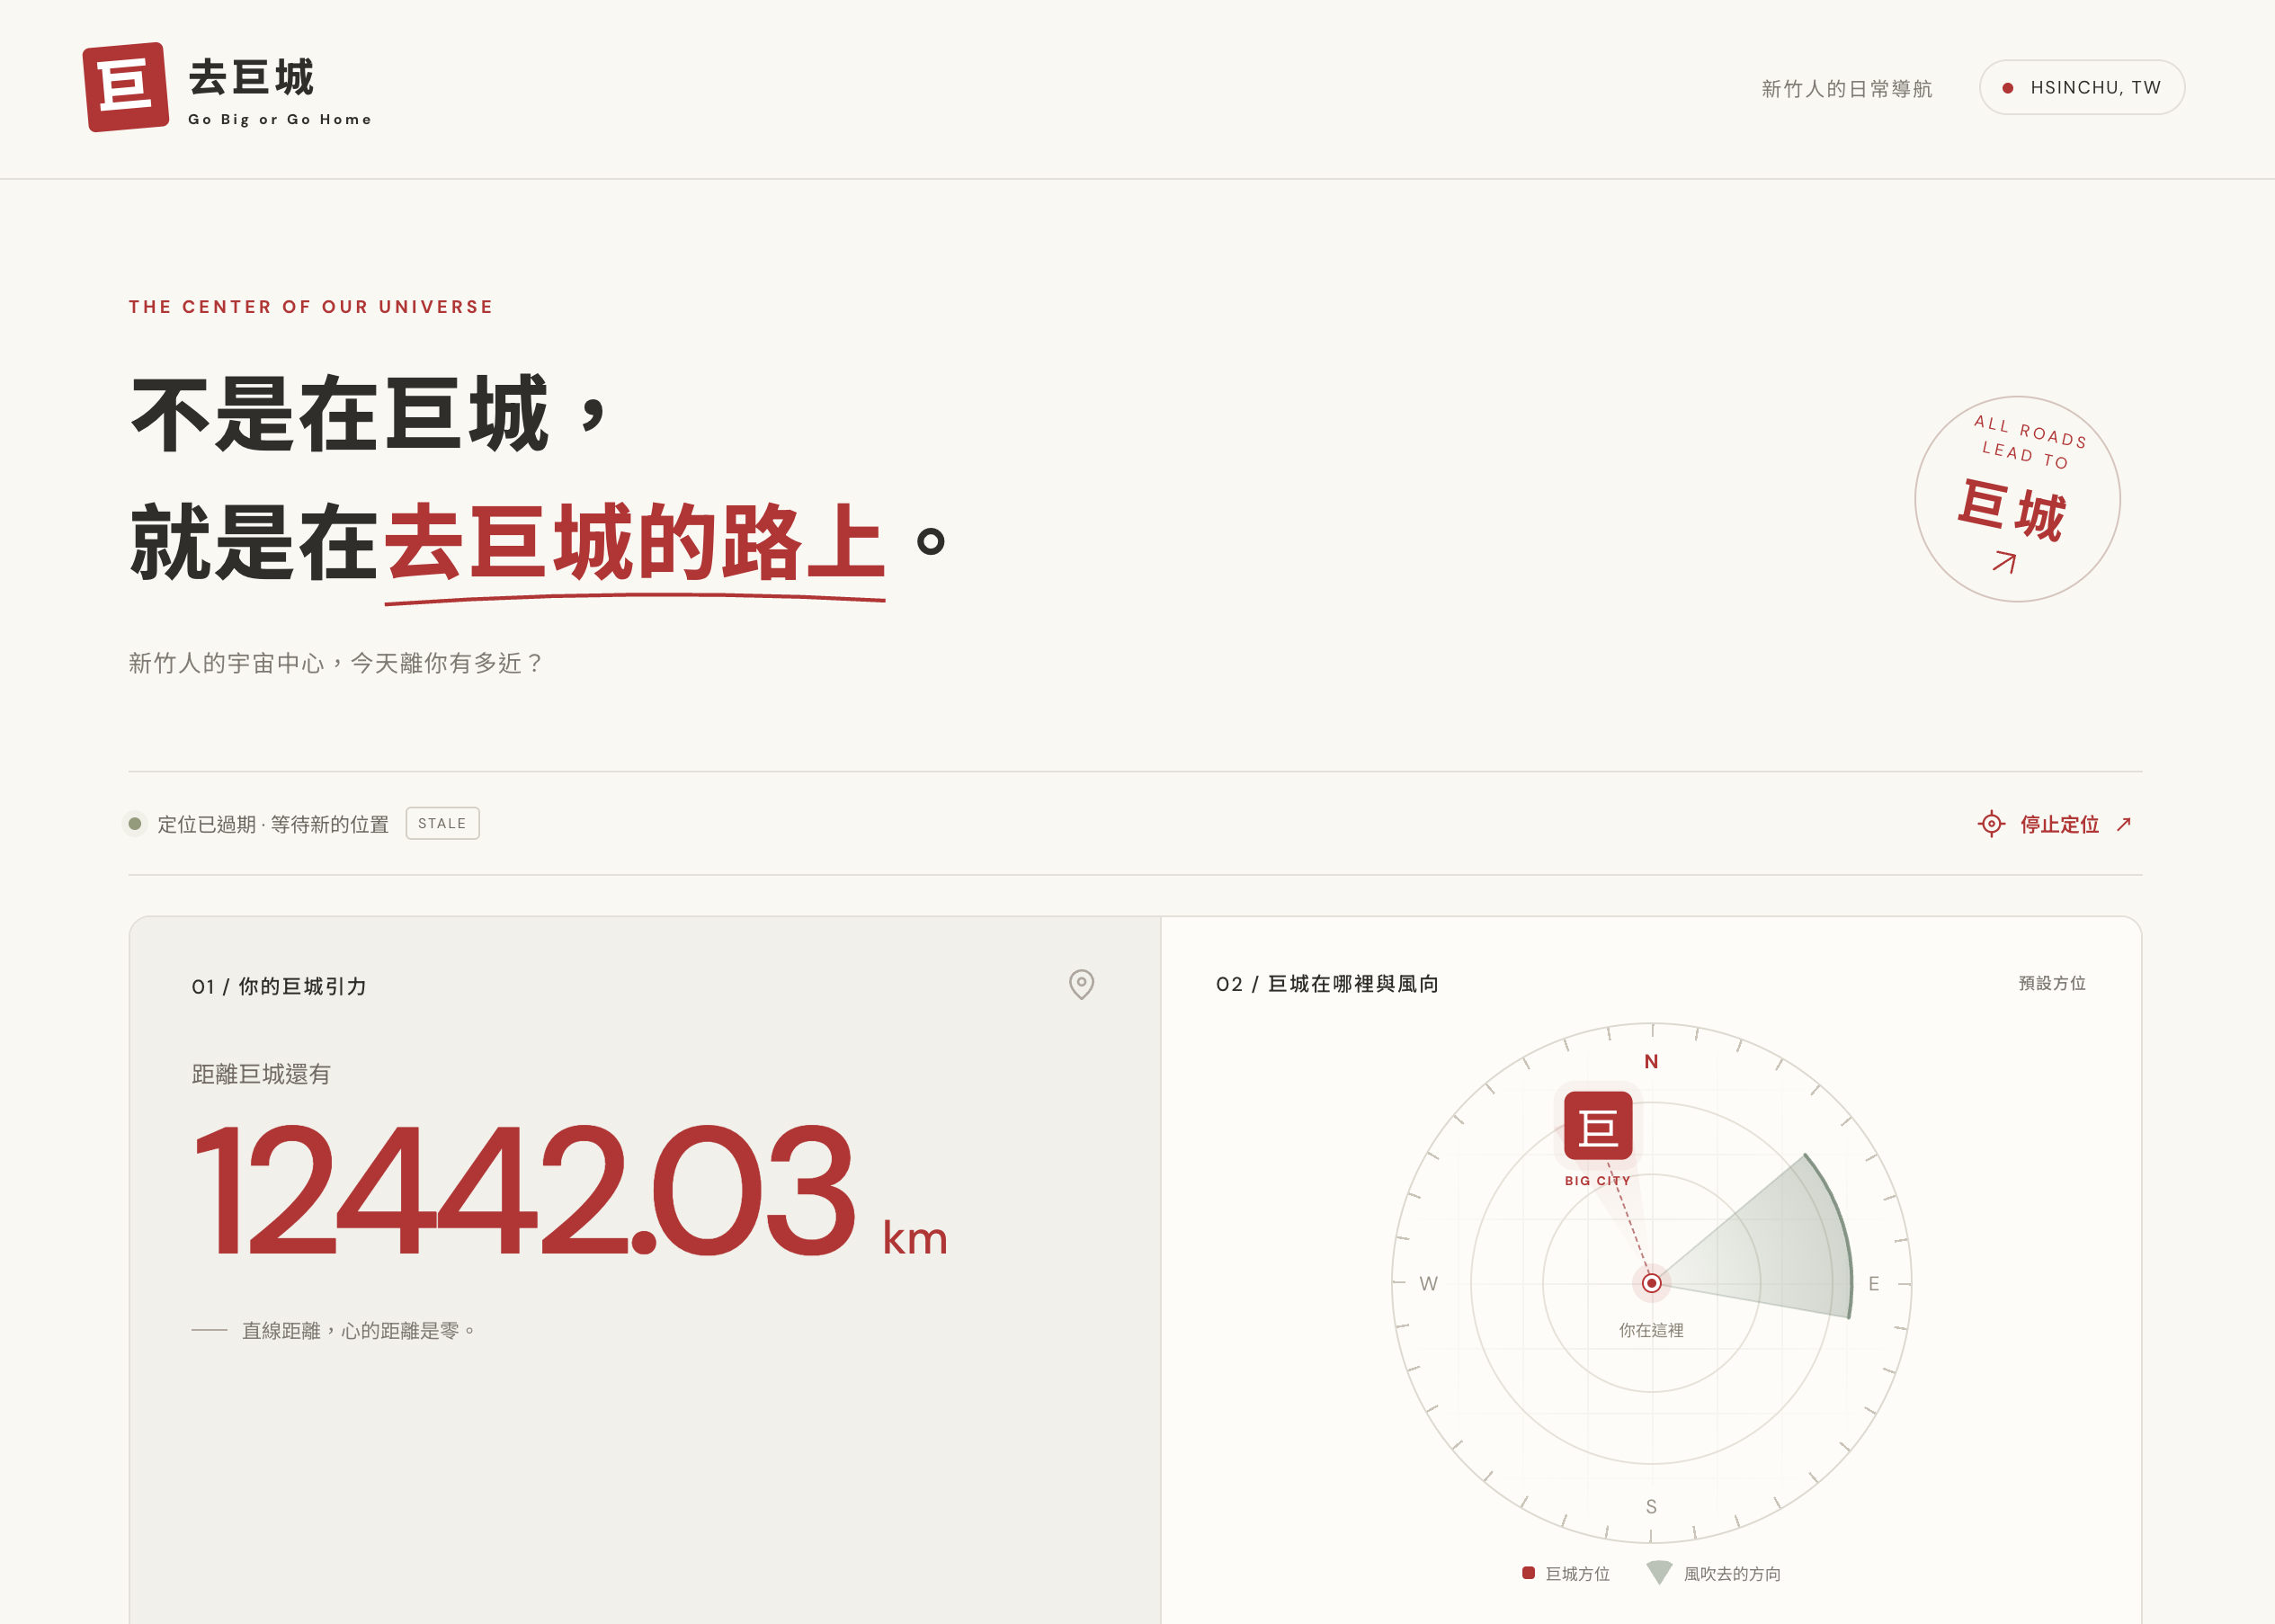 巨
去巨城
Go Big or Go Home
新竹人的日常導航
HSINCHU, TW
THE CENTER OF OUR UNIVERSE
不是在巨城，
就是在去巨城的路上。
新竹人的宇宙中心，今天離你有多近？
ALL ROADS
LEAD TO
巨城
↗
定位已過期 · 等待新的位置
STALE
停止定位 ↗
01 / 你的巨城引力
距離巨城還有
12442.03 km
直線距離，心的距離是零。
02 / 巨城在哪裡與風向
預設方位
N
巨
BIG CITY
W
E
你在這裡
S
巨城方位
風吹去的方向